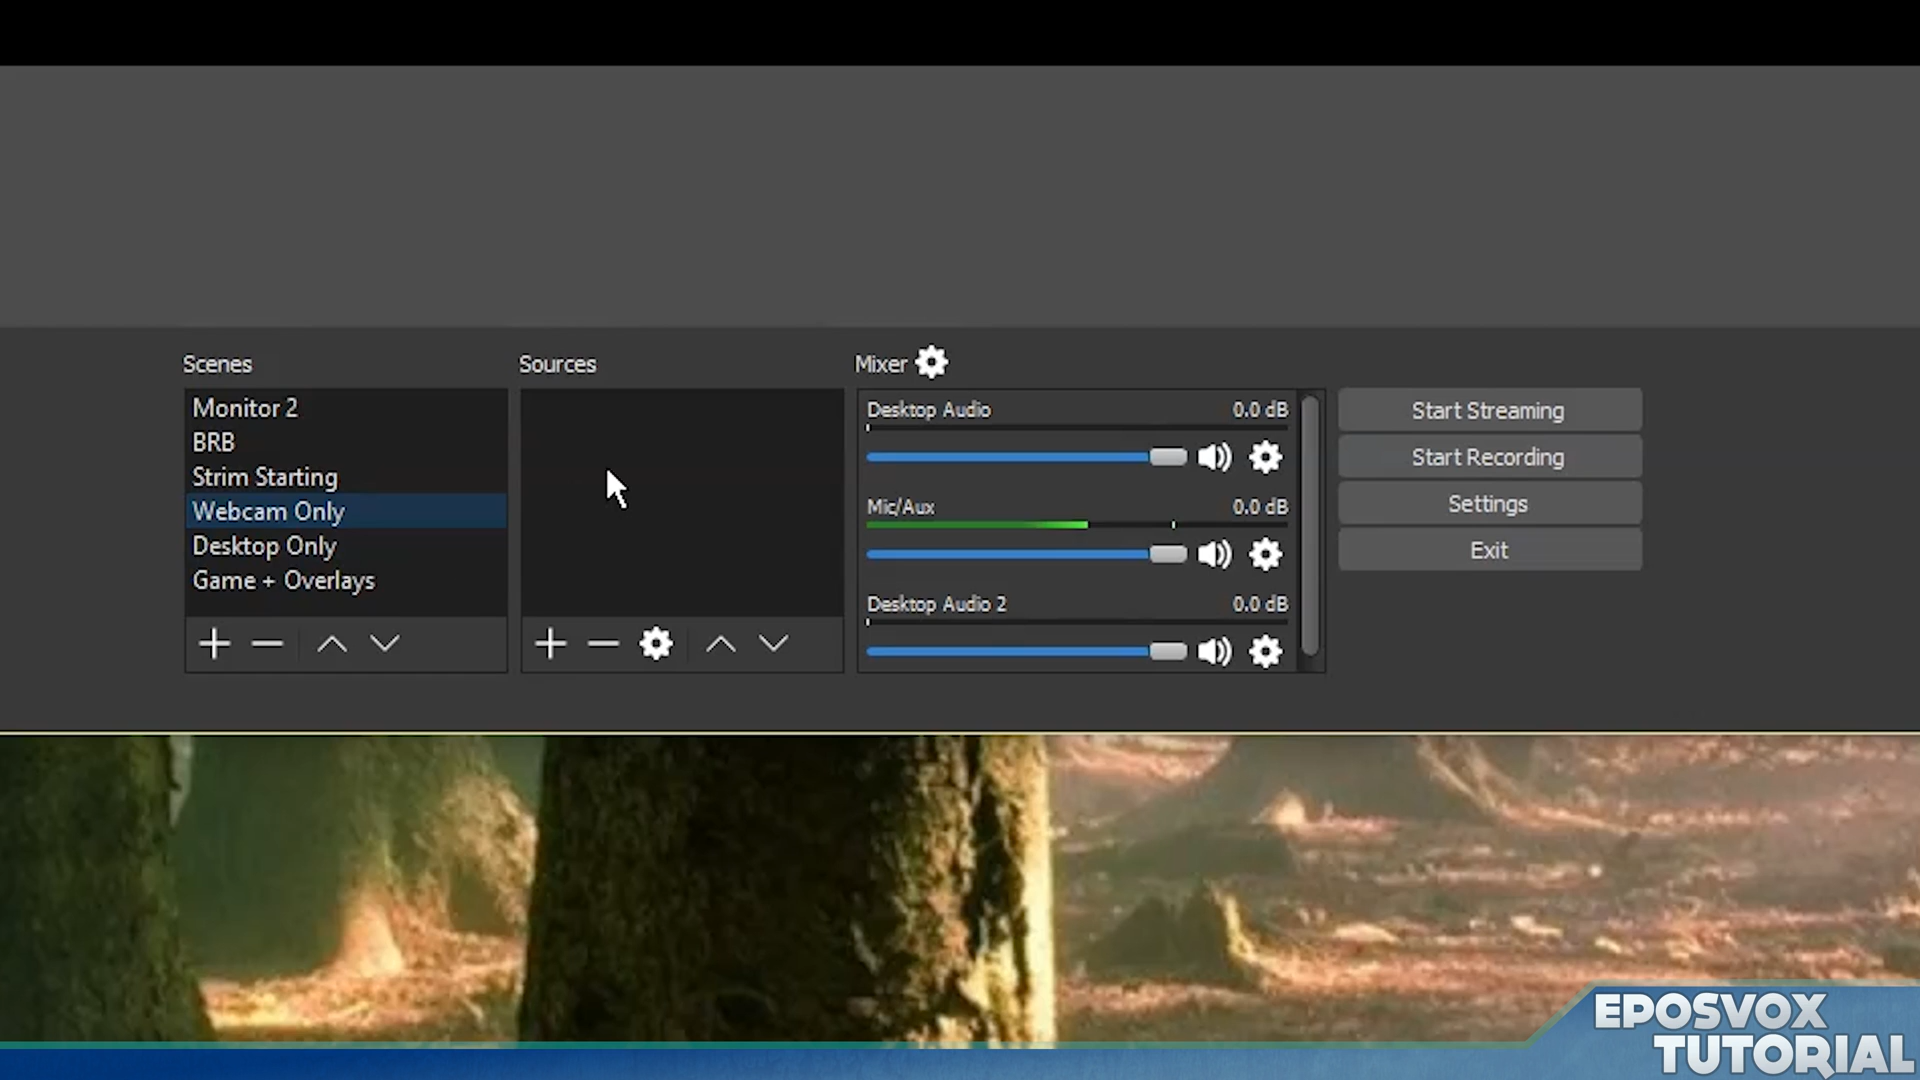 Scenes
Monitor 2
BRB
Strim Starting
Webcam Only
Desktop Only
Game + Overlays
Sources
Mixer
Desktop Audio 0.0 dB
Mic/Aux 0.0 dB
Desktop Audio 2 0.0 dB
Start Streaming
Start Recording
Settings
Exit
EPOSVOX
TUTORIAL